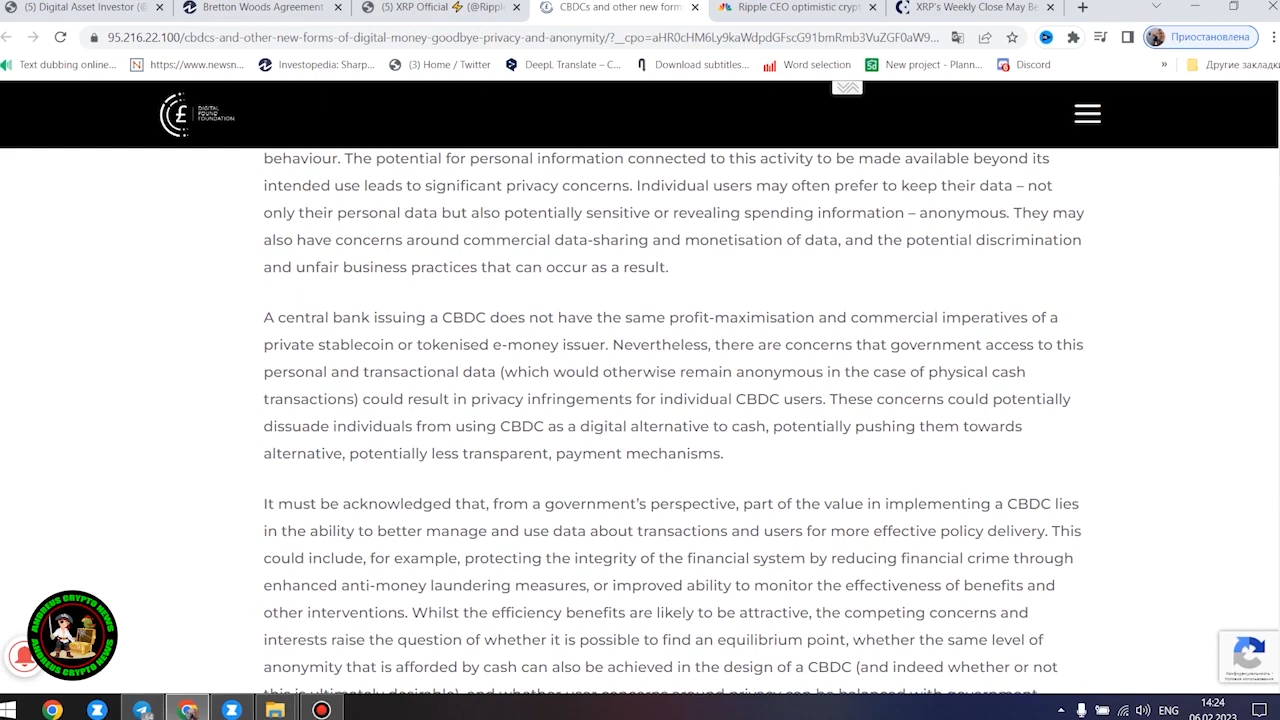 (5) Digital Asset Investor (@
Bretton Woods Agreement
(5) XRP Official ⚡ (@Rippl
CBDCs and other new form
Ripple CEO optimistic crypt
XRP's Weekly Close May Be
95.216.22.100/cbdcs-and-other-new-forms-of-digital-money-goodbye-privacy-and-anonymity/?__cpo=aHR0cHM6Ly9kaWdpdGFscG91bmRmb3VuZGF0aW9...
Приостановлена
Text dubbing online...
https://www.newsn...
Investopedia: Sharp...
(3) Home / Twitter
DeepL Translate – C...
Download subtitles...
Word selection
New project - Plann...
Discord
»
Другие закладки
DIGITAL
POUND
FOUNDATION
behaviour. The potential for personal information connected to this activity to be made available beyond its
intended use leads to significant privacy concerns. Individual users may often prefer to keep their data – not
only their personal data but also potentially sensitive or revealing spending information – anonymous. They may
also have concerns around commercial data-sharing and monetisation of data, and the potential discrimination
and unfair business practices that can occur as a result.
A central bank issuing a CBDC does not have the same profit-maximisation and commercial imperatives of a
private stablecoin or tokenised e-money issuer. Nevertheless, there are concerns that government access to this
personal and transactional data (which would otherwise remain anonymous in the case of physical cash
transactions) could result in privacy infringements for individual CBDC users. These concerns could potentially
dissuade individuals from using CBDC as a digital alternative to cash, potentially pushing them towards
alternative, potentially less transparent, payment mechanisms.
It must be acknowledged that, from a government's perspective, part of the value in implementing a CBDC lies
in the ability to better manage and use data about transactions and users for more effective policy delivery. This
could include, for example, protecting the integrity of the financial system by reducing financial crime through
enhanced anti-money laundering measures, or improved ability to monitor the effectiveness of benefits and
other interventions. Whilst the efficiency benefits are likely to be attractive, the competing concerns and
interests raise the question of whether it is possible to find an equilibrium point, whether the same level of
anonymity that is afforded by cash can also be achieved in the design of a CBDC (and indeed whether or not
ANDREUS CRYPTO NEWS
ANDREUS CRYPTO NEWS
Конфиденциальность -
Условия использования
ENG
14:24
06.02.2023